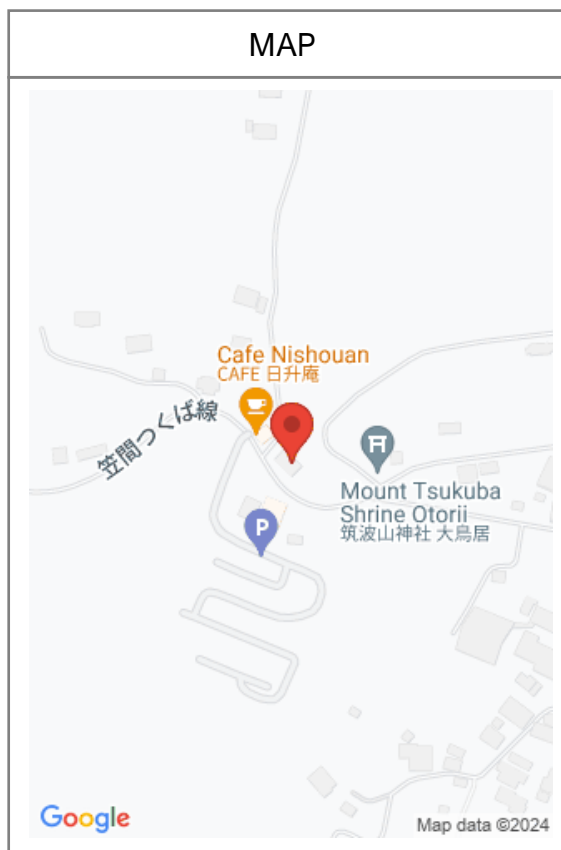 MAP
Cafe Nishouan
CAFE 日升庵
笠間つくば線
P
Mount Tsukuba
Shrine Otorii
筑波山神社 大鳥居
Google
Map data ©2024